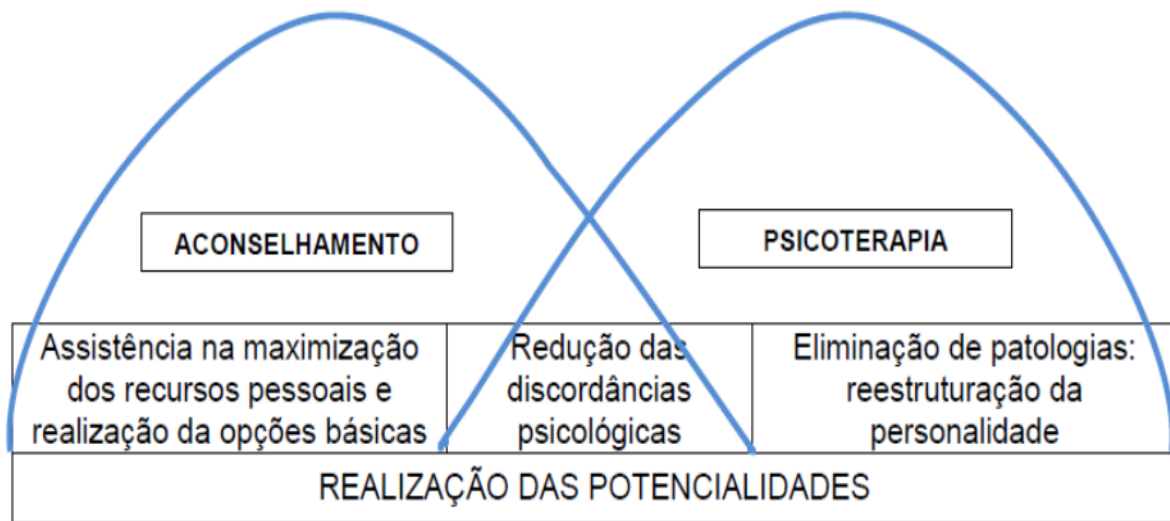 ACONSELHAMENTO
PSICOTERAPIA
Assistência na maximização
dos recursos pessoais e
realização da opções básicas
Redução das
discordâncias
psicológicas
Eliminação de patologias:
reestruturação da
personalidade
REALIZAÇÃO DAS POTENCIALIDADES